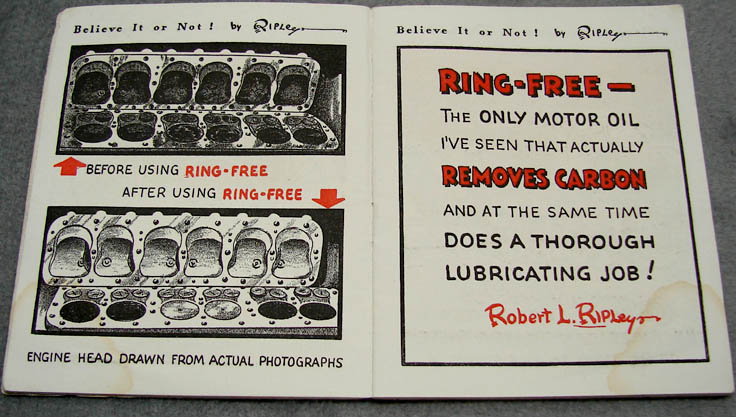 Believe It or Not! by RIPLEY
BEFORE USING RING-FREE
AFTER USING RING-FREE
ENGINE HEAD DRAWN FROM ACTUAL PHOTOGRAPHS
Believe It or Not! by RIPLEY
RING-FREE—
THE ONLY MOTOR OIL
I'VE SEEN THAT ACTUALLY
REMOVES CARBON
AND AT THE SAME TIME
DOES A THOROUGH
LUBRICATING JOB!
Robert L. RIPLEY